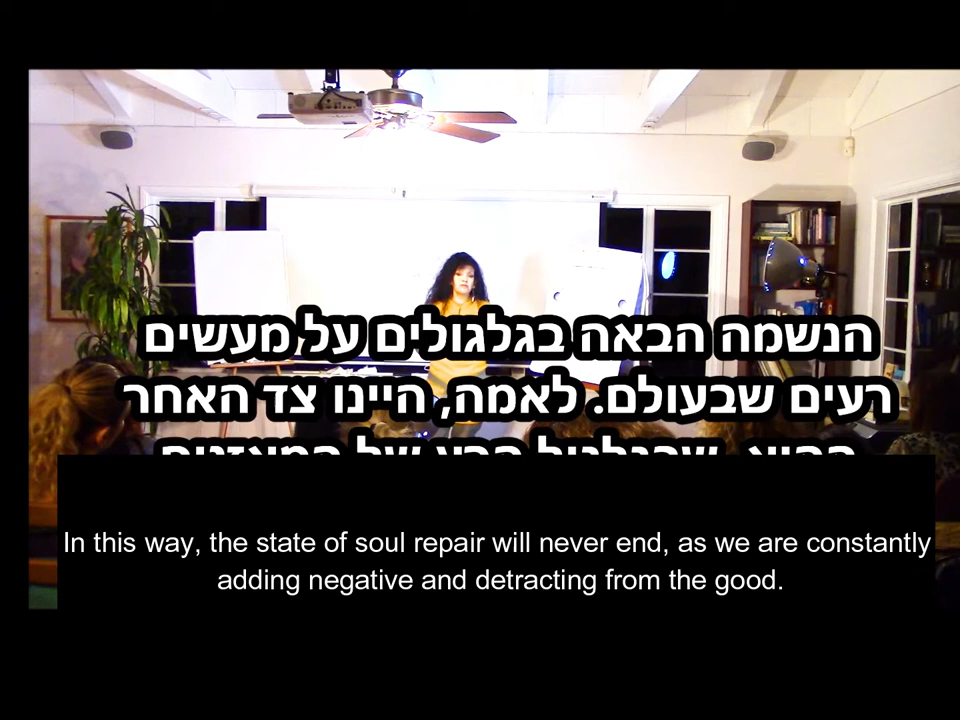 הנשמה הבאה בגלגולים על מעשים
רעים שבעולם. לאמה, היינו צד האחר
In this way, the state of soul repair will never end, as we are constantly
adding negative and detracting from the good.